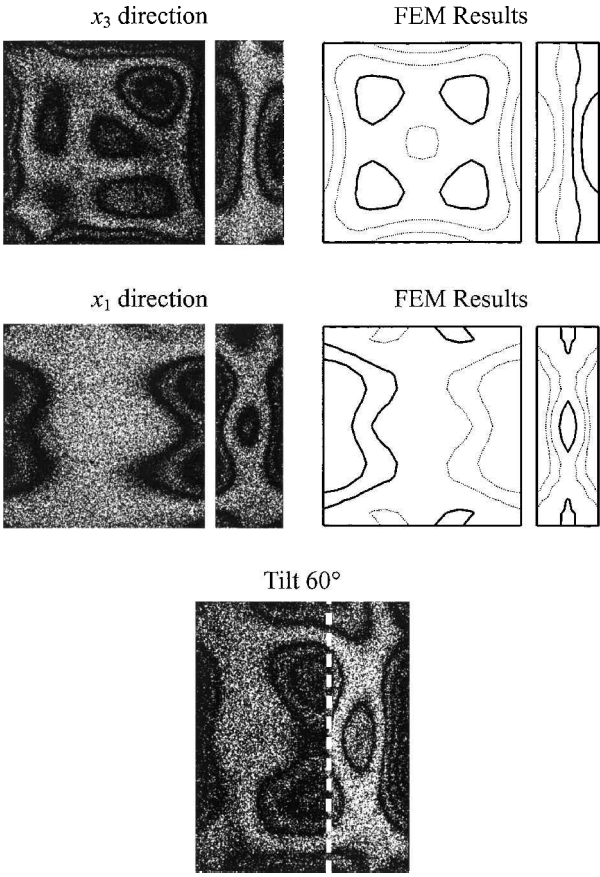 x₃ direction
FEM Results
x₁ direction
FEM Results
Tilt 60°